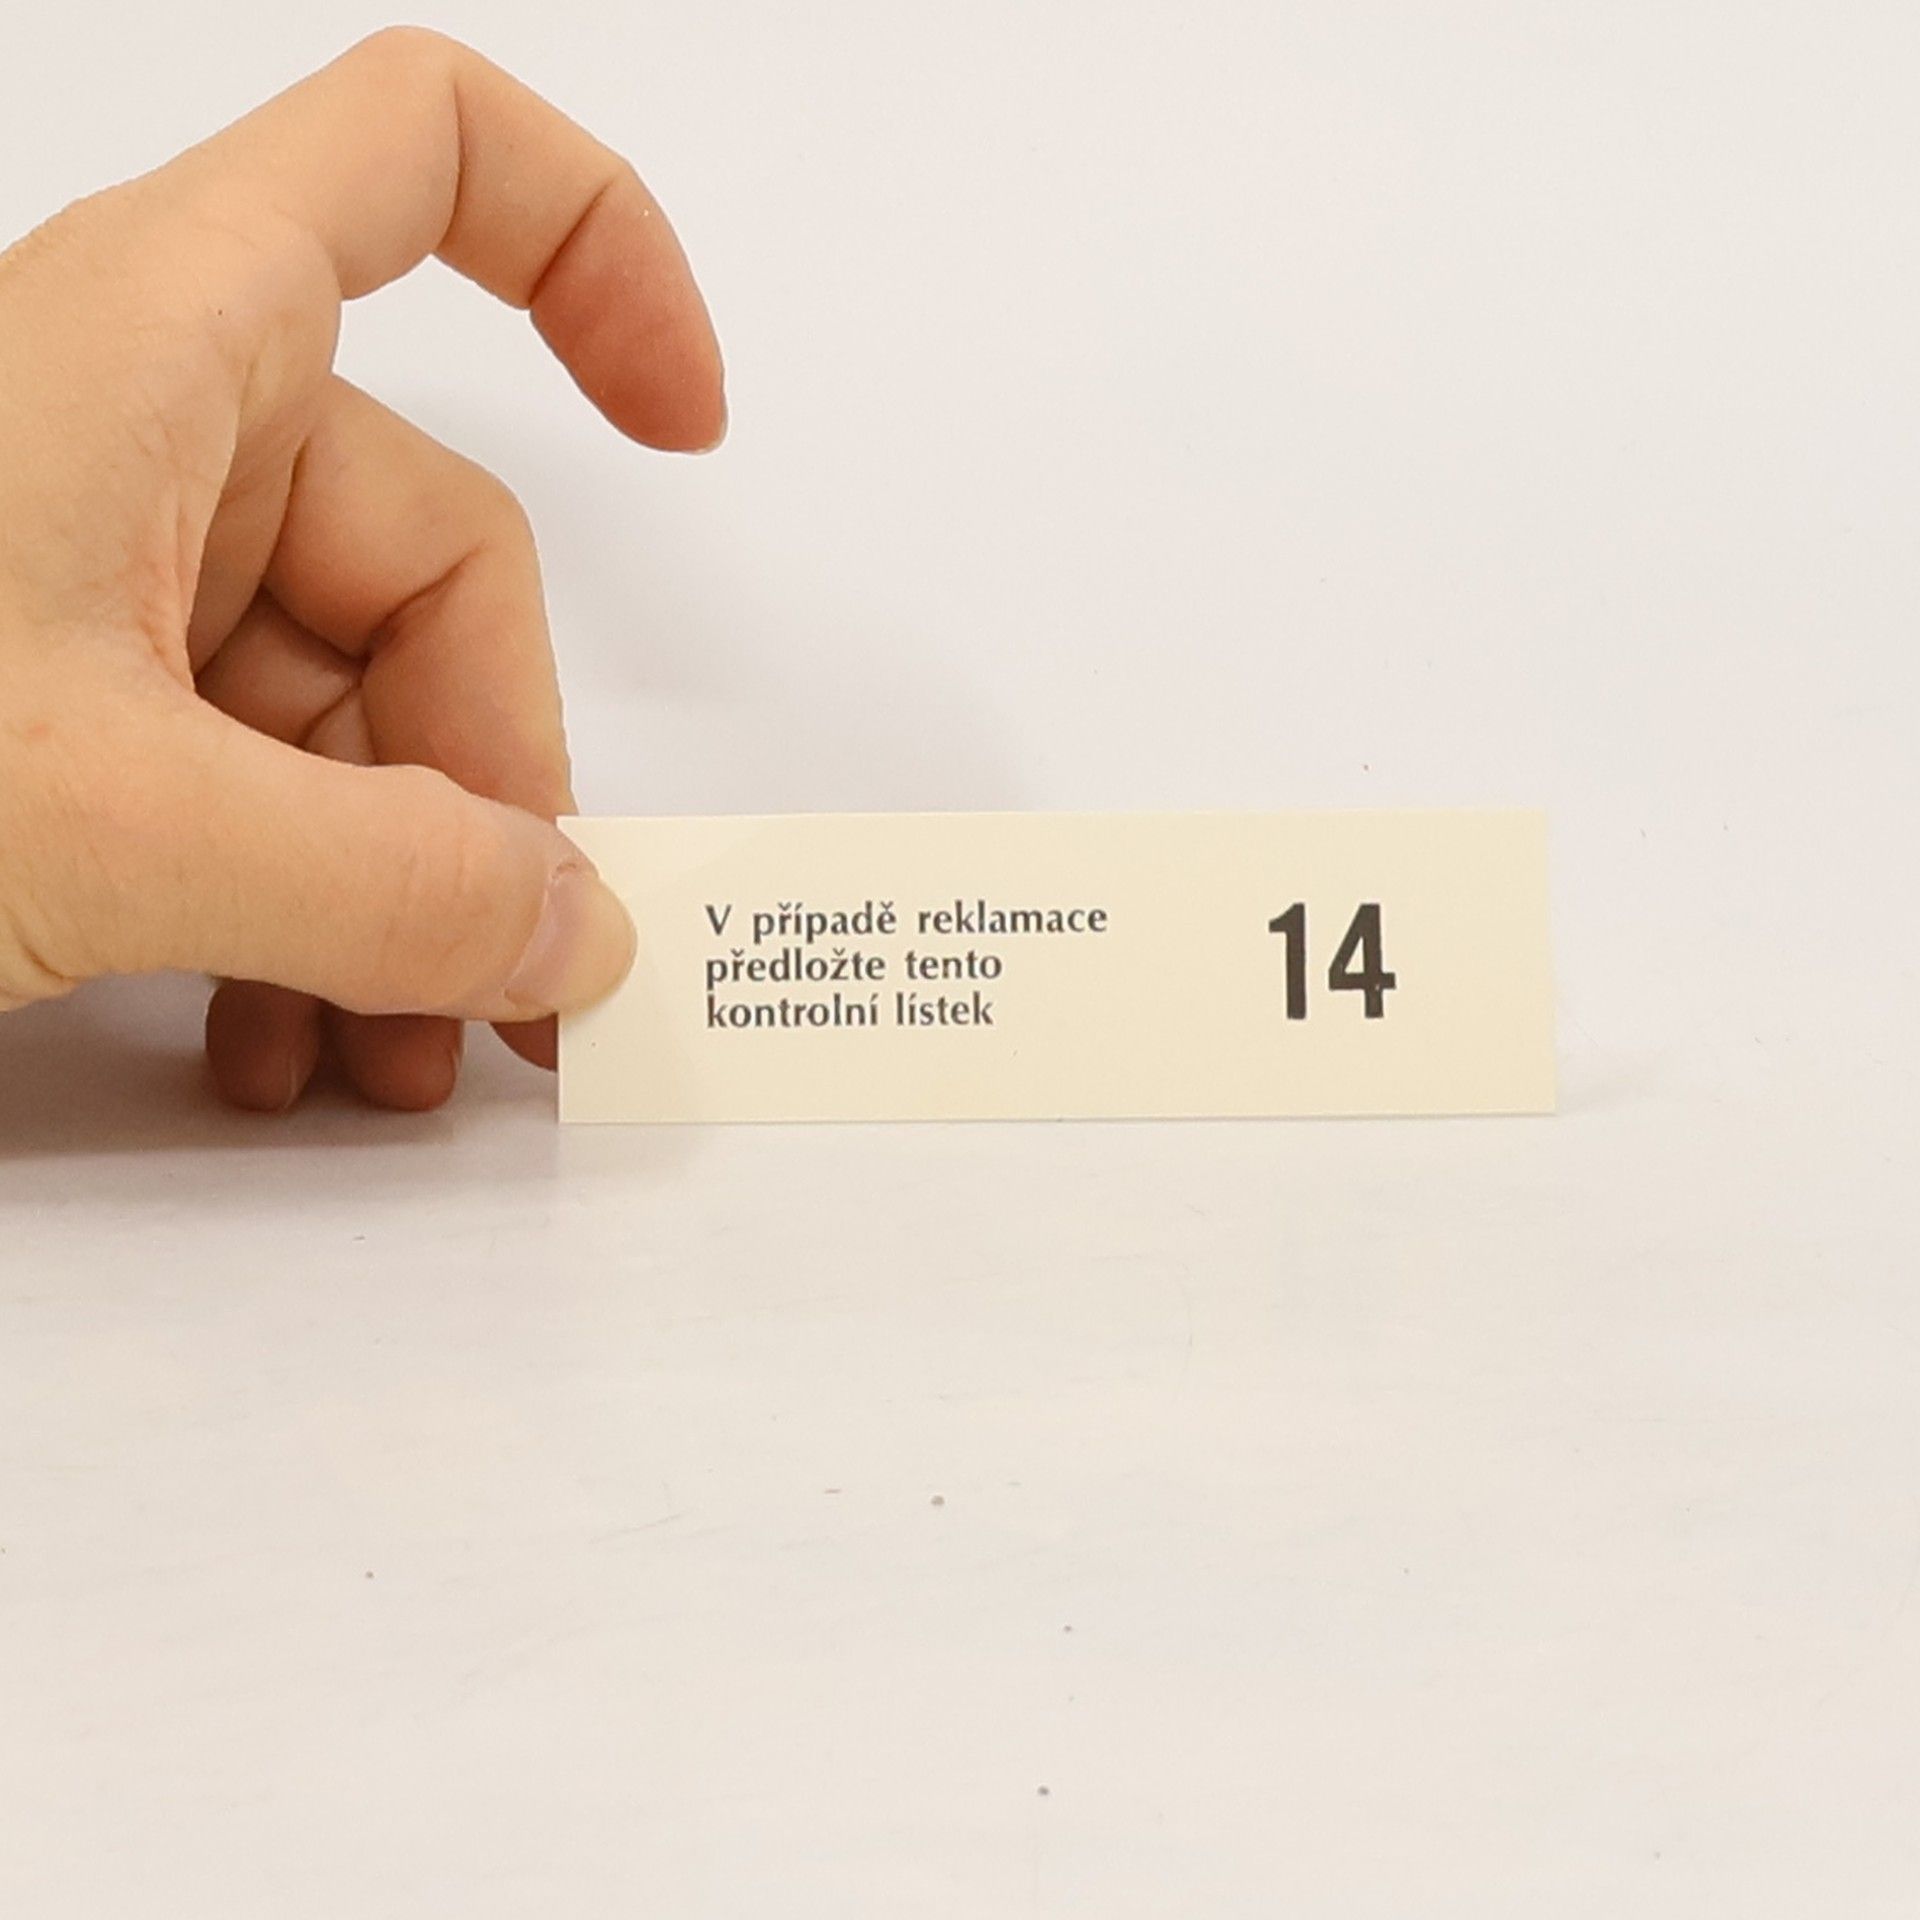 V případě reklamace
předložte tento
kontrolní lístek
14